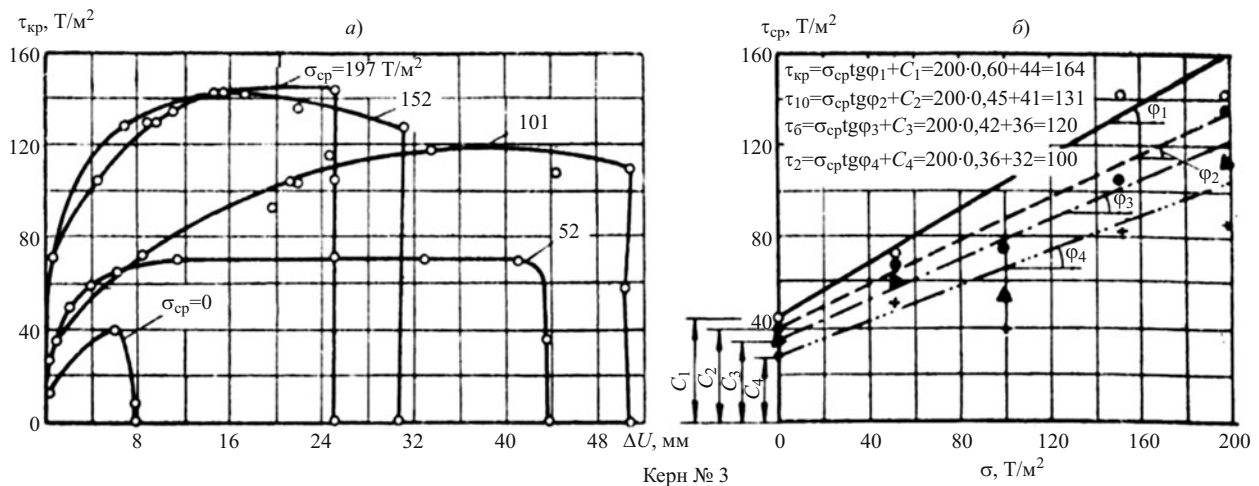 τкр, Т/м²
а)
160
120
80
40
0
8
16
24
32
40
48
ΔU, мм
σср=197 Т/м²
152
101
52
σср=0
τср, Т/м²
б)
160
120
80
40
0
40
80
120
160
200
σ, Т/м²
τкр=σсрtgφ₁+C₁=200·0,60+44=164
τ₁₀=σсрtgφ₂+C₂=200·0,45+41=131
τб=σсрtgφ₃+C₃=200·0,42+36=120
τ₂=σсрtgφ₄+C₄=200·0,36+32=100
φ₁
φ₂
φ₃
φ₄
C₁
C₂
C₃
C₄
Керн № 3